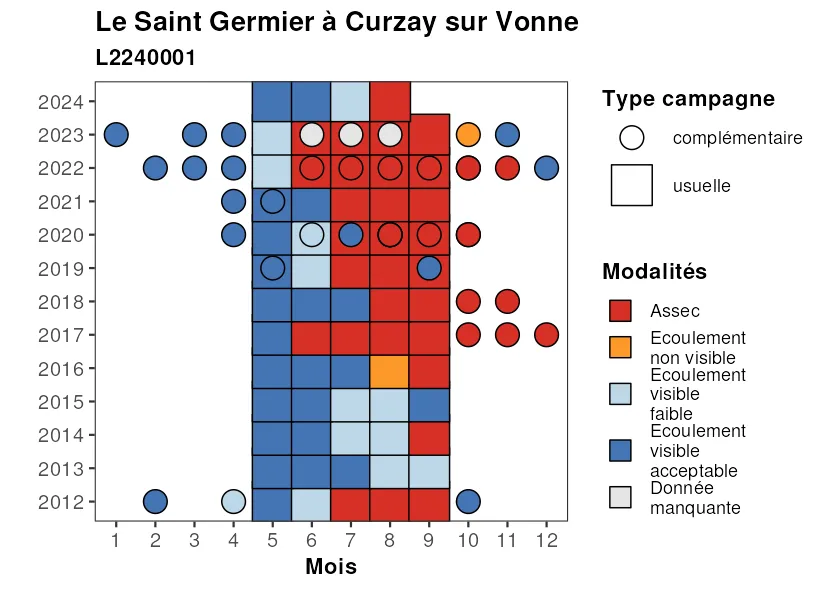 Le Saint Germier à Curzay sur Vonne
L2240001
2024
2023
2022
2021
2020
2019
2018
2017
2016
2015
2014
2013
2012
1 2 3 4 5 6 7 8 9 10 11 12
Mois
Type campagne
complémentaire
usuelle
Modalités
Assec
Ecoulement
non visible
Ecoulement
visible
faible
Ecoulement
visible
acceptable
Donnée
manquante